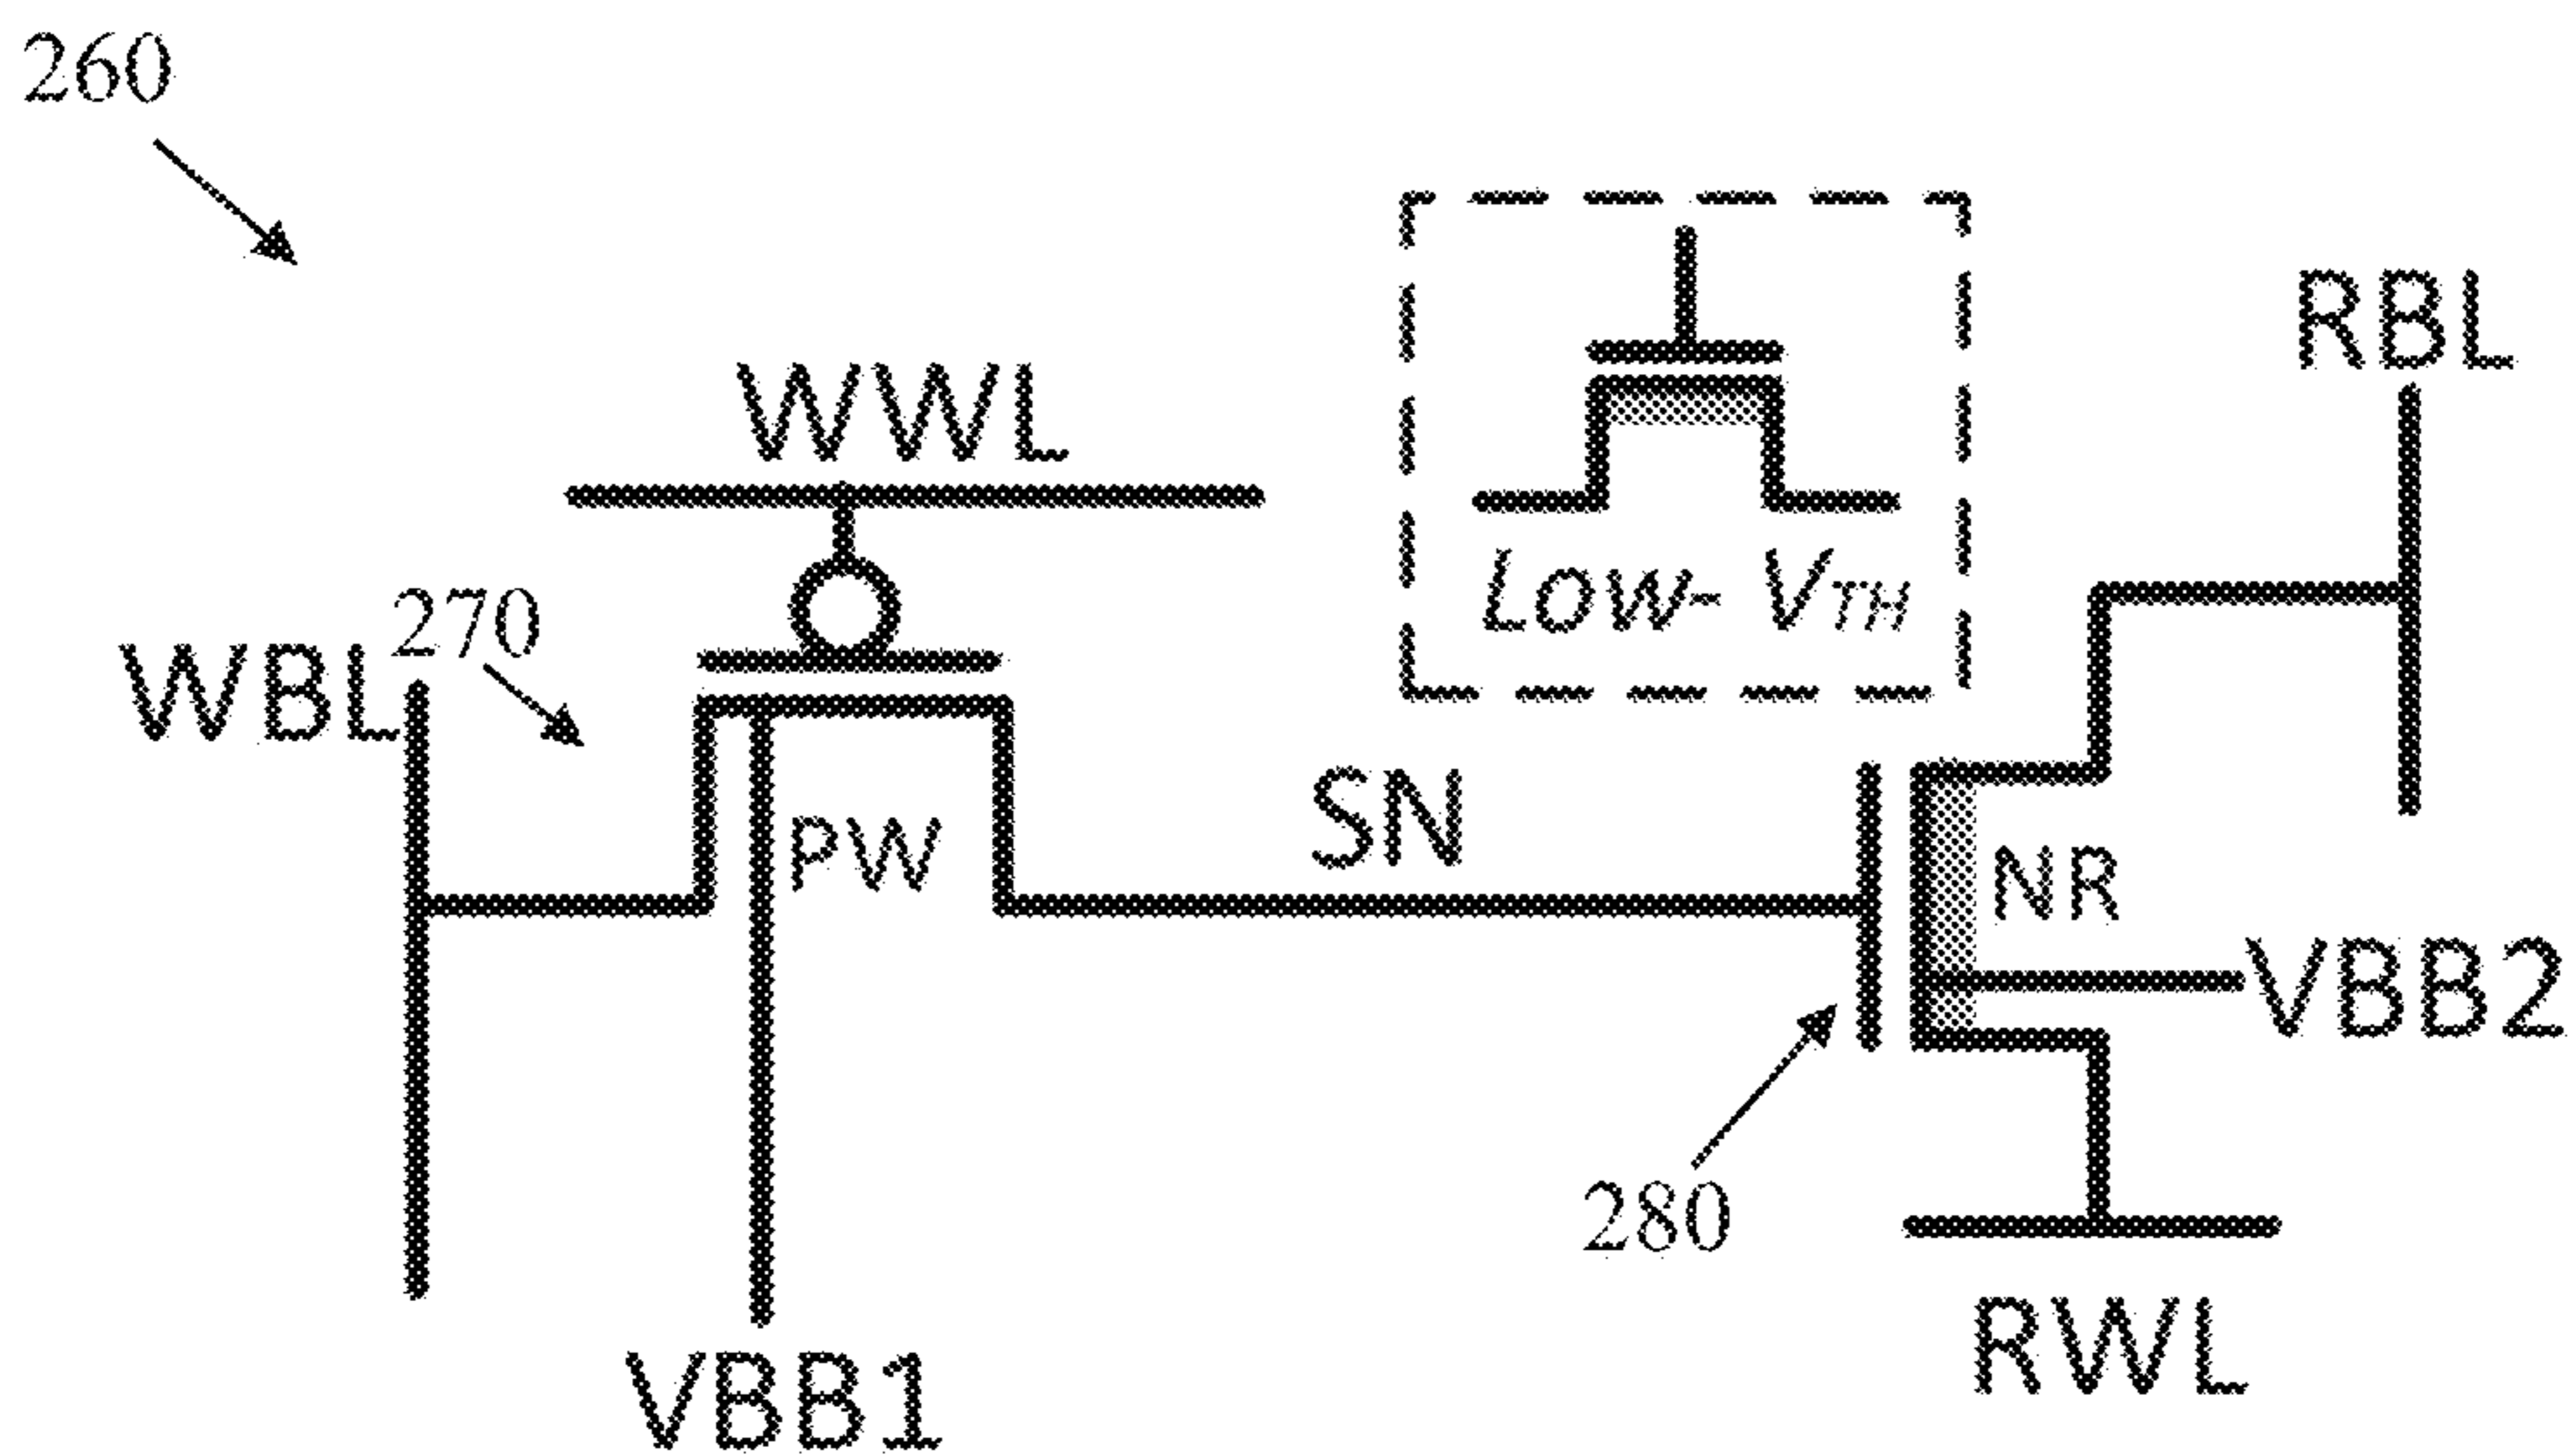 260
RBL
WWL
Low- VTH
270
WBL
SN
PW
NR
VBB2
280
RWL
VBB1